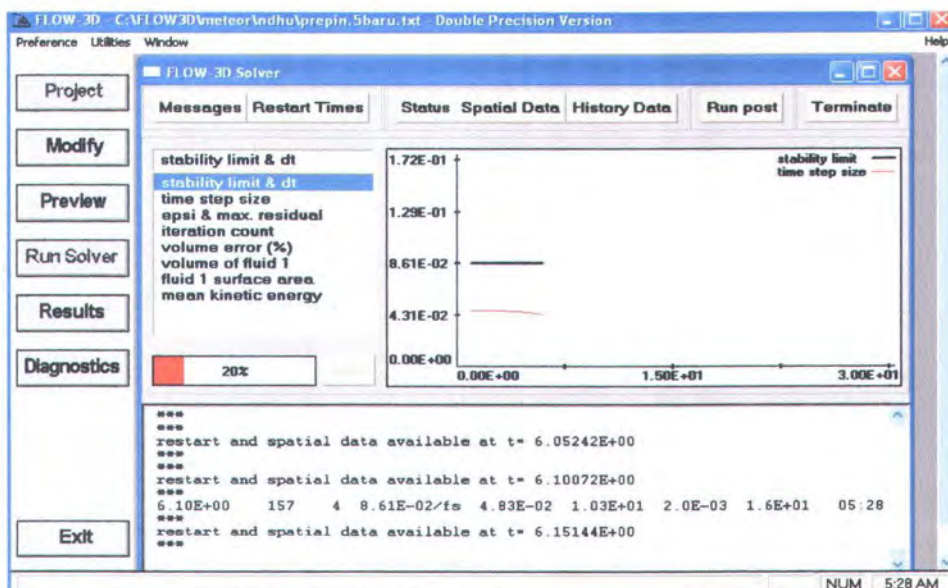 FLOW-3D - C:\FLOW3D\meteor\ndhu\prepin.5baru.txt - Double Precision Version
Preference Utilities Window Help
FLOW-3D Solver
Project
Modify
Preview
Run Solver
Results
Diagnostics
Exit
Messages Restart Times Status Spatial Data History Data Run post Terminate
stability limit & dt
stability limit & dt
time step size
epsi & max. residual
iteration count
volume error (%)
volume of fluid 1
fluid 1 surface area
mean kinetic energy
20%
stability limit
time step size
1.72E-01
1.29E-01
8.61E-02
4.31E-02
0.00E+00
0.00E+00 1.50E+01 3.00E+01
***
***
restart and spatial data available at t= 6.05242E+00
***
***
restart and spatial data available at t= 6.10072E+00
***
6.10E+00 157 4 8.61E-02/fs 4.83E-02 1.03E+01 2.0E-03 1.6E+01 05:28
***
restart and spatial data available at t= 6.15144E+00
***
NUM 5:28 AM